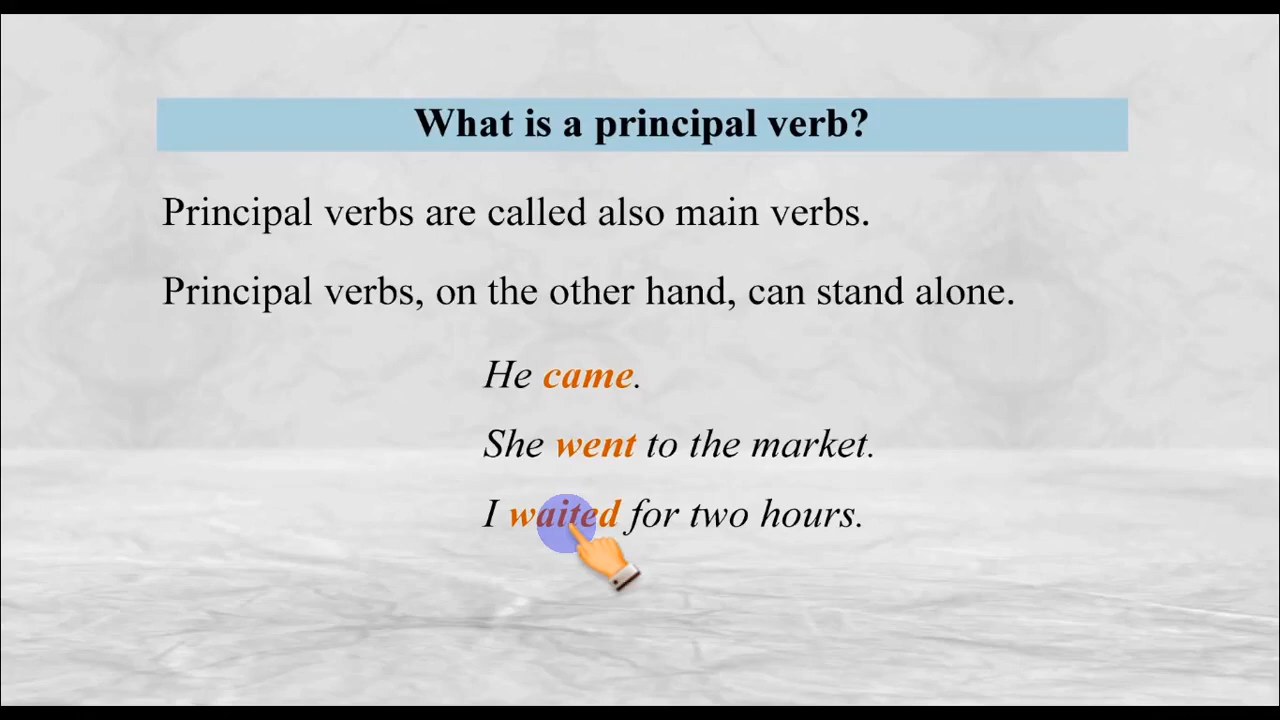 What is a principal verb?
Principal verbs are called also main verbs.
Principal verbs, on the other hand, can stand alone.
He came.
She went to the market.
I waited for two hours.